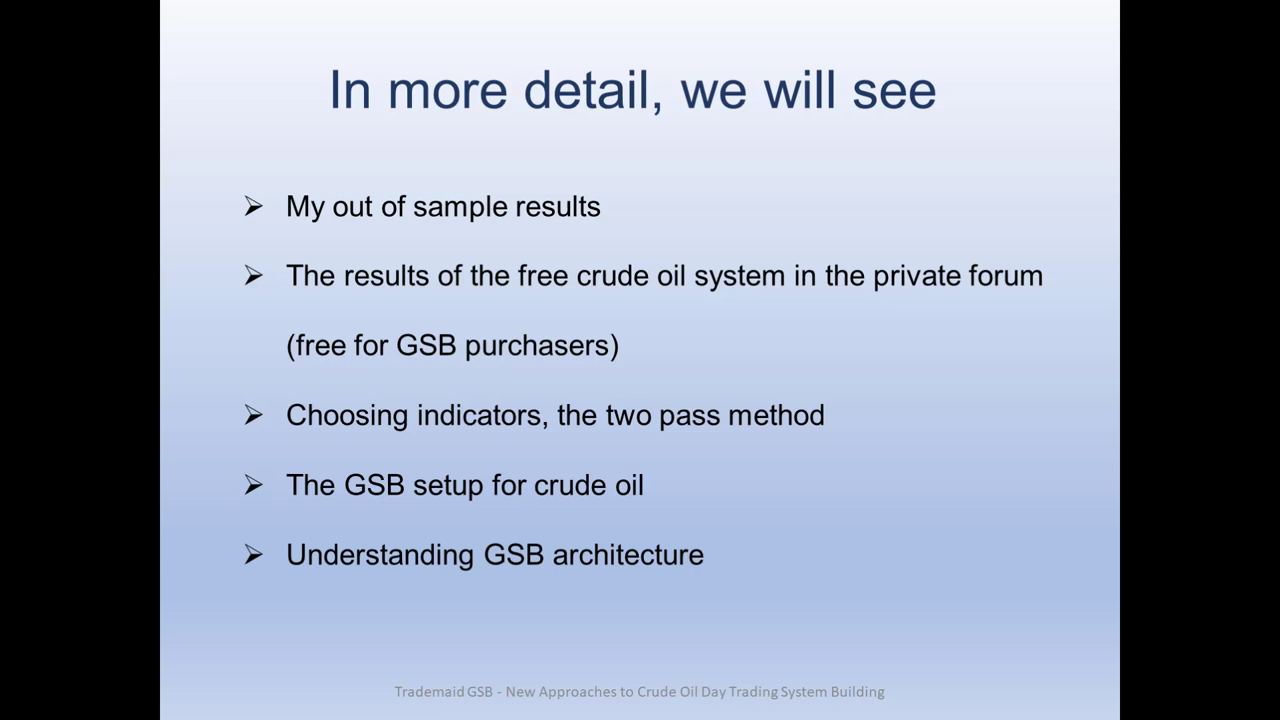 In more detail, we will see
➢ My out of sample results
➢ The results of the free crude oil system in the private forum
(free for GSB purchasers)
➢ Choosing indicators, the two pass method
➢ The GSB setup for crude oil
➢ Understanding GSB architecture
Trademaid GSB - New Approaches to Crude Oil Day Trading System Building